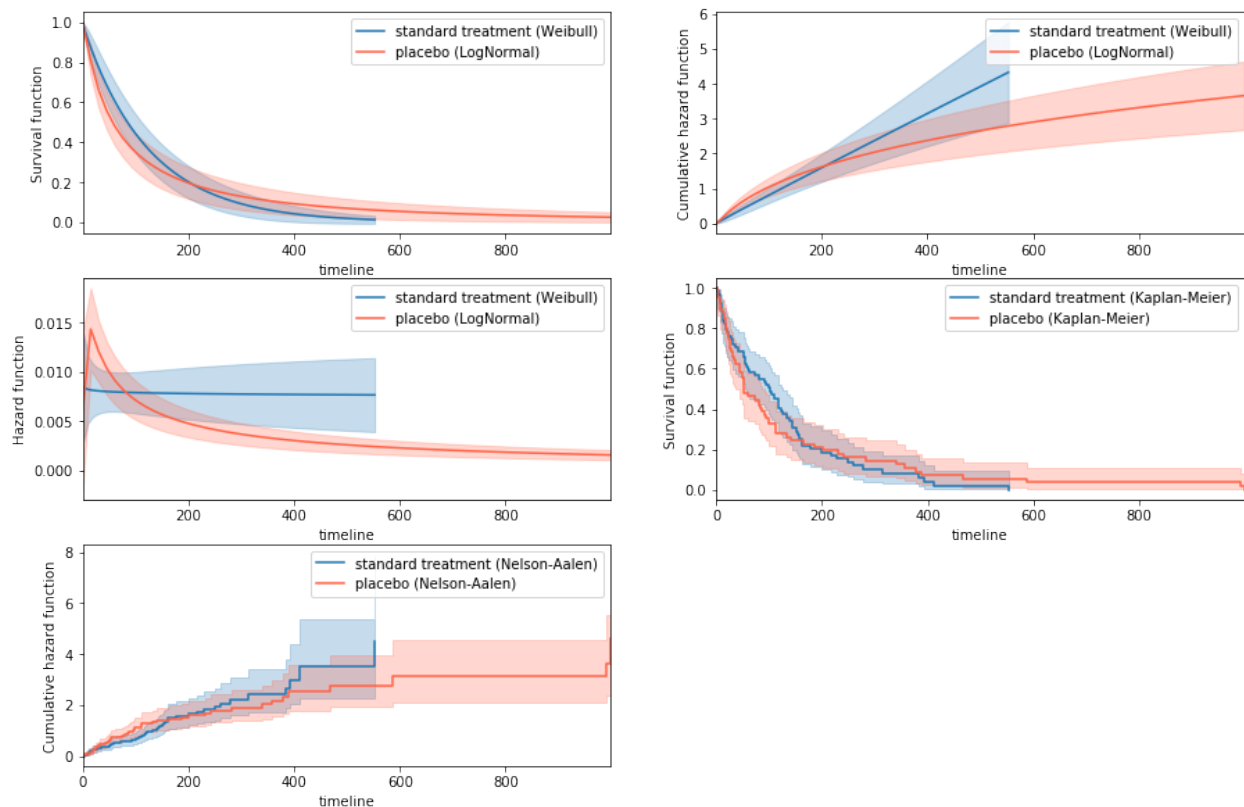 standard treatment (Weibull)
placebo (LogNormal)
Survival function
1.0
0.8
0.6
0.4
0.2
0.0
200
400
600
800
timeline
standard treatment (Weibull)
placebo (LogNormal)
Cumulative hazard function
6
5
4
3
2
1
0
0
200
400
600
800
timeline
standard treatment (Weibull)
placebo (LogNormal)
Hazard function
0.015
0.010
0.005
0.000
200
400
600
800
timeline
standard treatment (Kaplan-Meier)
placebo (Kaplan-Meier)
Survival function
1.0
0.8
0.6
0.4
0.2
0.0
0
200
400
600
800
timeline
standard treatment (Nelson-Aalen)
placebo (Nelson-Aalen)
Cumulative hazard function
8
6
4
2
0
0
200
400
600
800
timeline